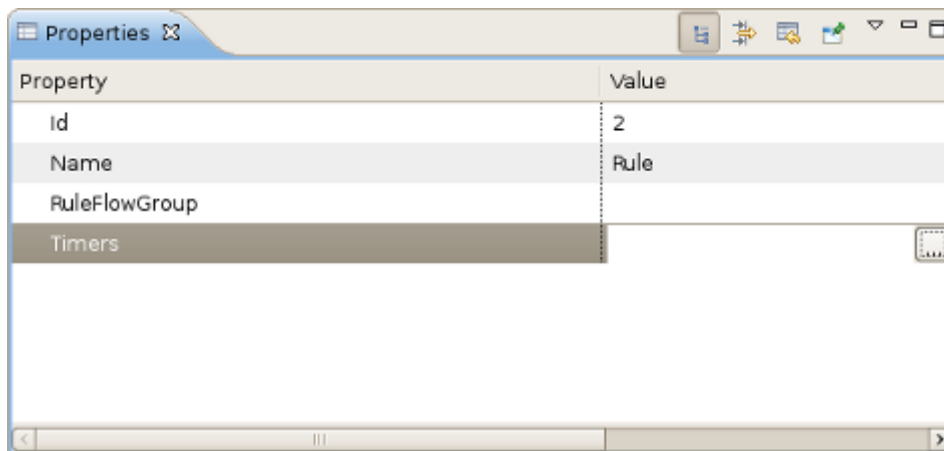 Properties
Property Value
Id 2
Name Rule
RuleFlowGroup
Timers
...